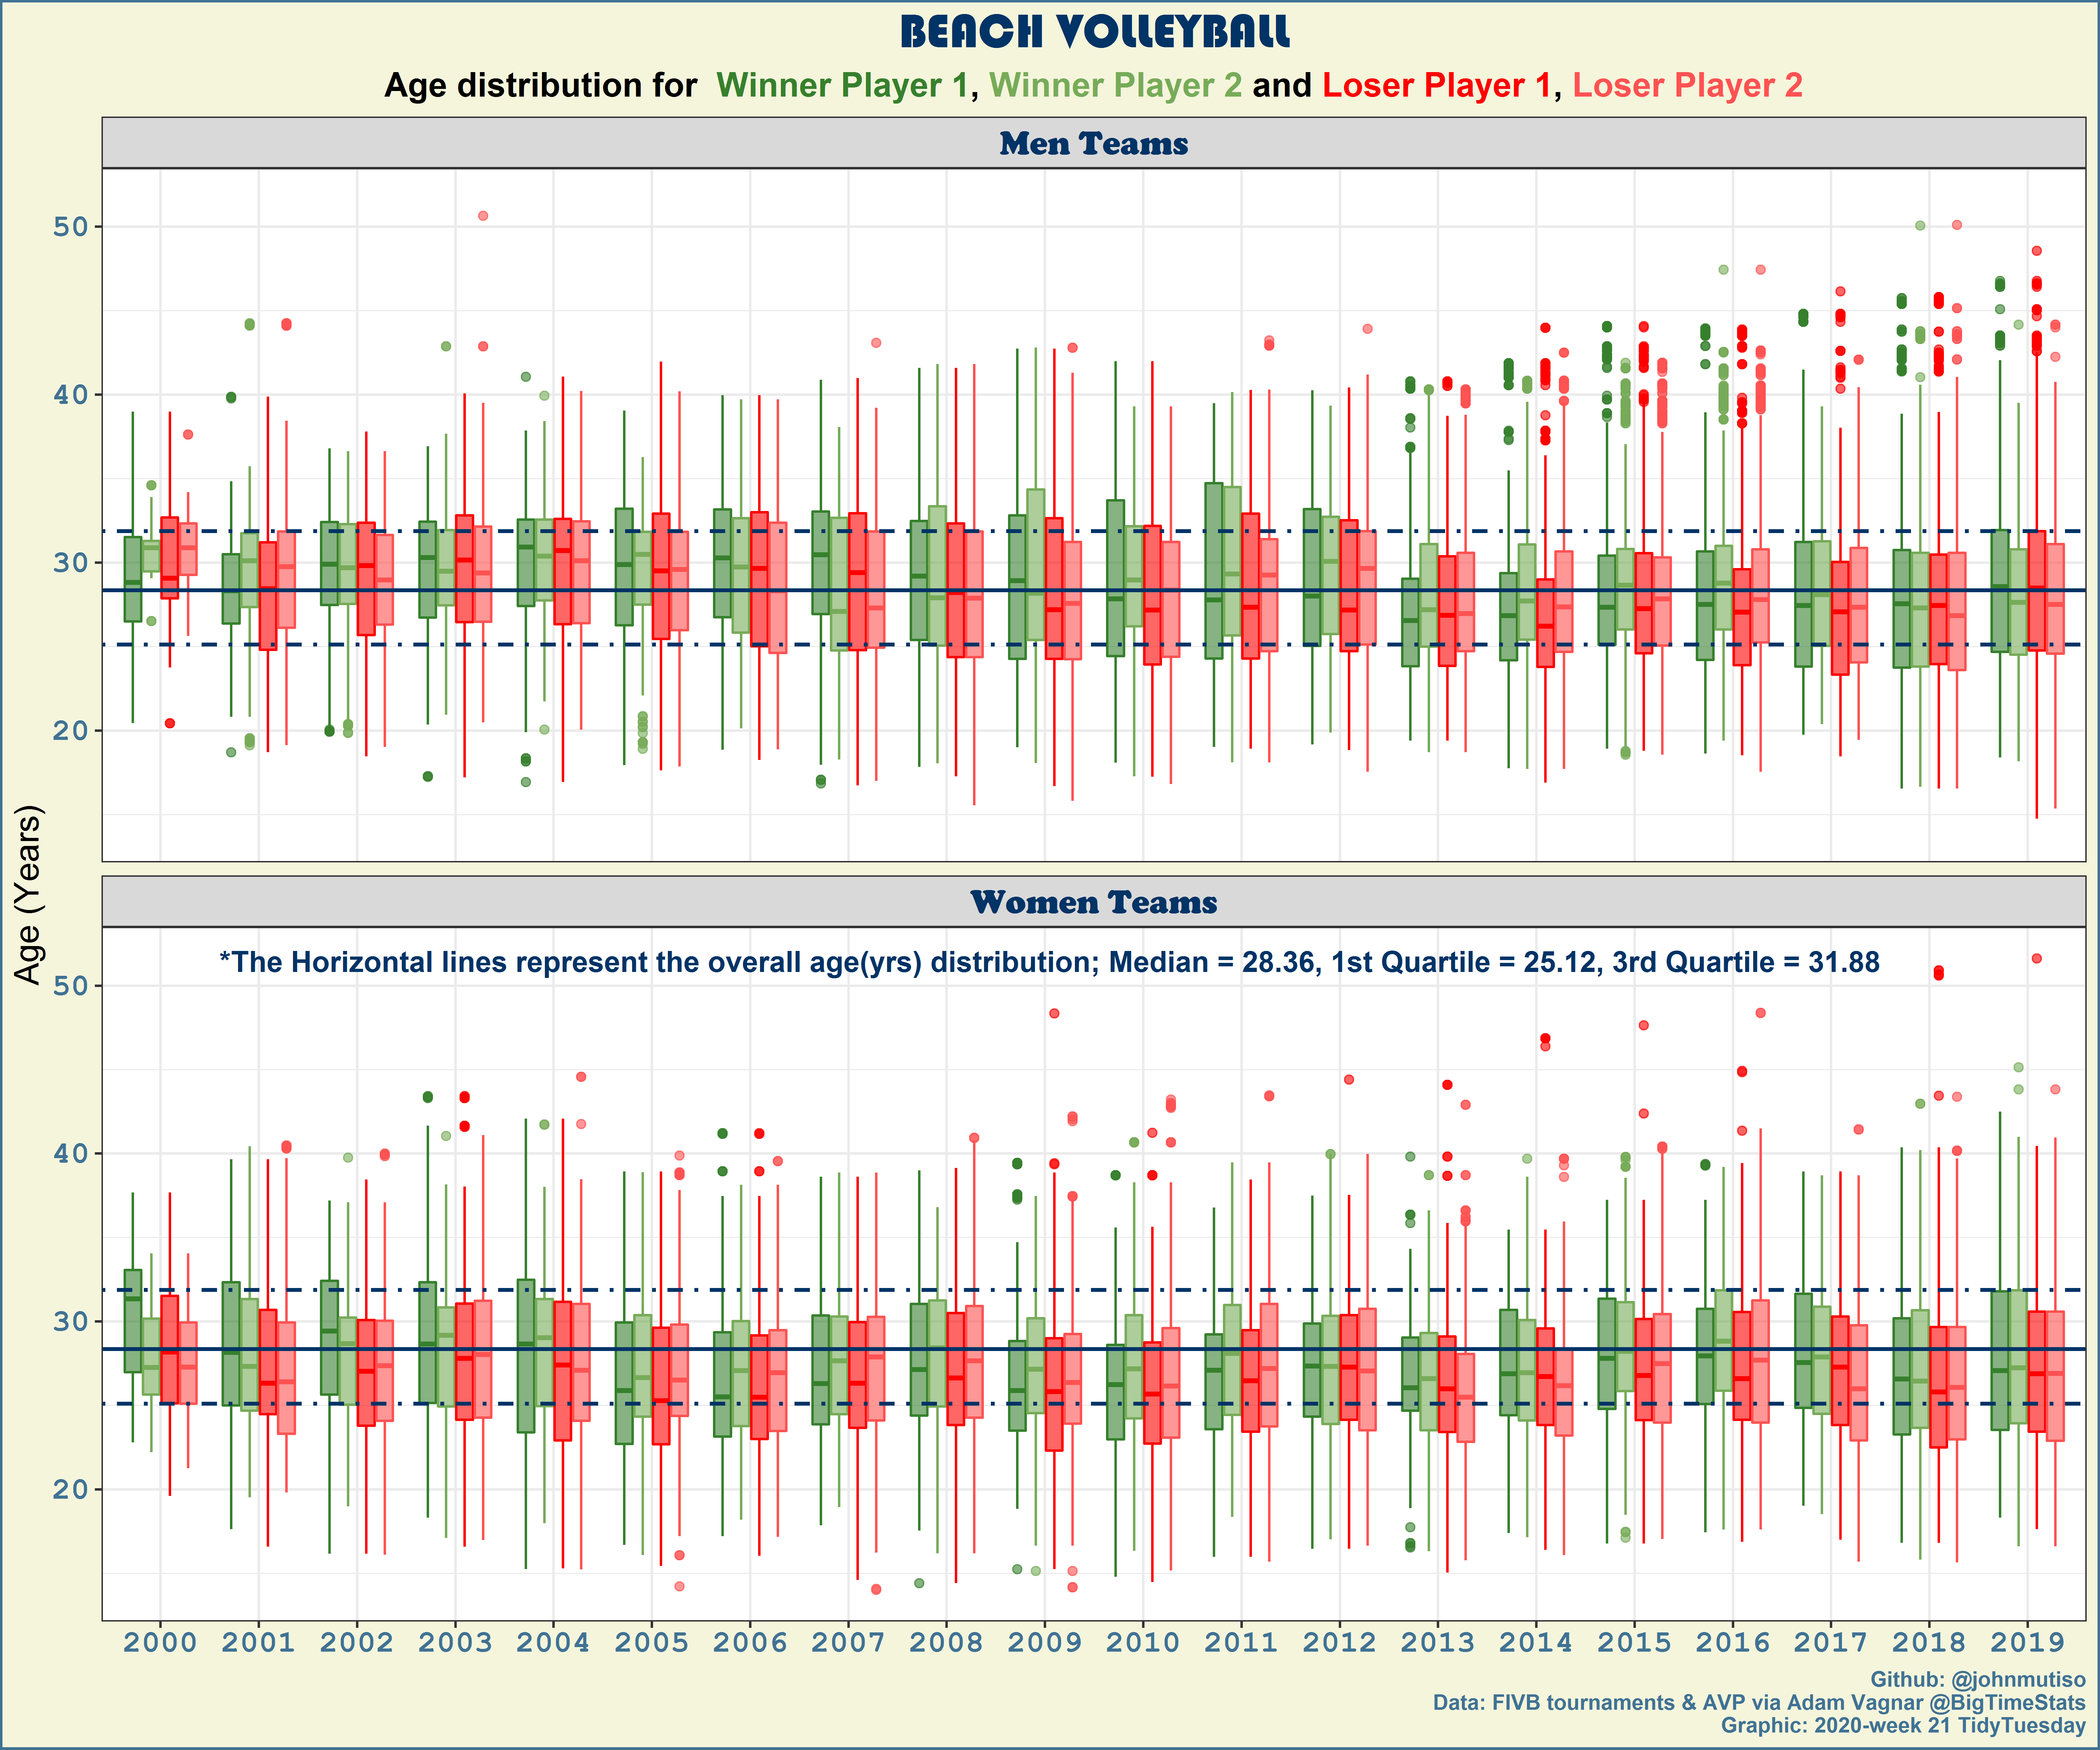 BEACH VOLLEYBALL
Age distribution for Winner Player 1, Winner Player 2 and Loser Player 1, Loser Player 2
Men Teams
50
40
30
20
Age (Years)
Women Teams
*The Horizontal lines represent the overall age(yrs) distribution; Median = 28.36, 1st Quartile = 25.12, 3rd Quartile = 31.88
50
40
30
20
2000 2001 2002 2003 2004 2005 2006 2007 2008 2009 2010 2011 2012 2013 2014 2015 2016 2017 2018 2019
Github: @johnmutiso
Data: FIVB tournaments & AVP via Adam Vagnar @BigTimeStats
Graphic: 2020-week 21 TidyTuesday